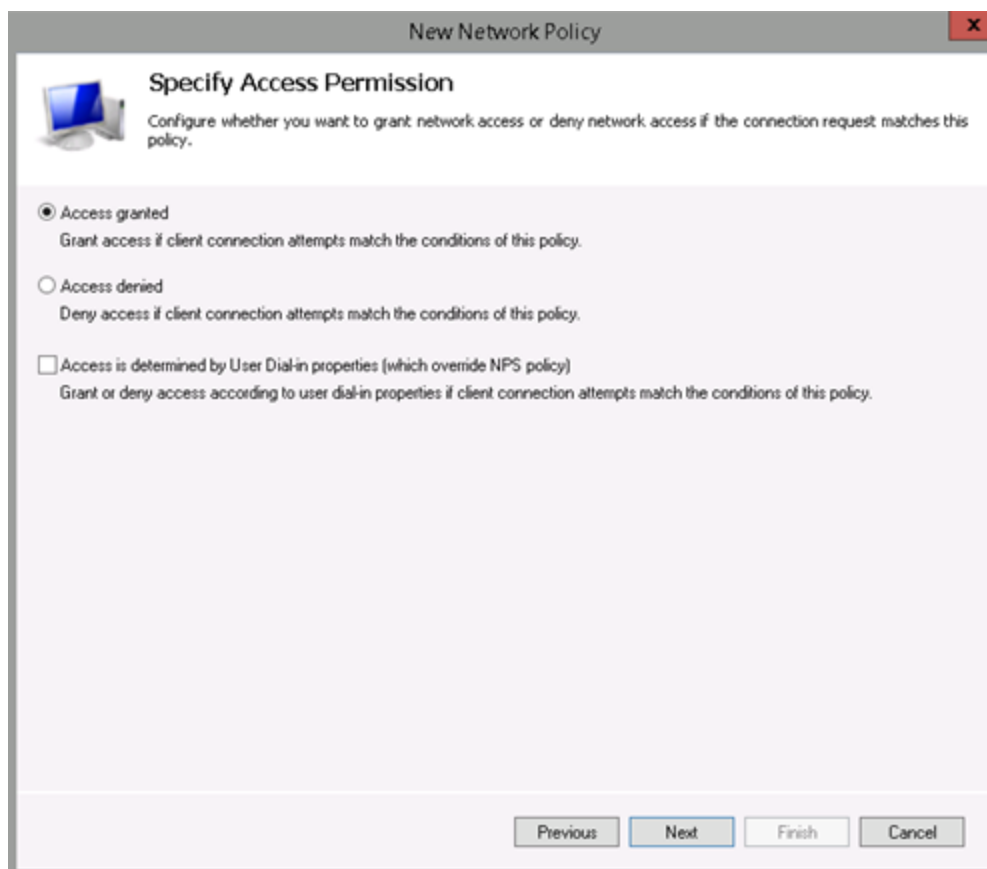 New Network Policy
x
Specify Access Permission
Configure whether you want to grant network access or deny network access if the connection request matches this
policy.
Access granted
Grant access if client connection attempts match the conditions of this policy.
Access denied
Deny access if client connection attempts match the conditions of this policy.
Access is determined by User Dial-in properties (which override NPS policy)
Grant or deny access according to user dial-in properties if client connection attempts match the conditions of this policy.
Previous Next Finish Cancel